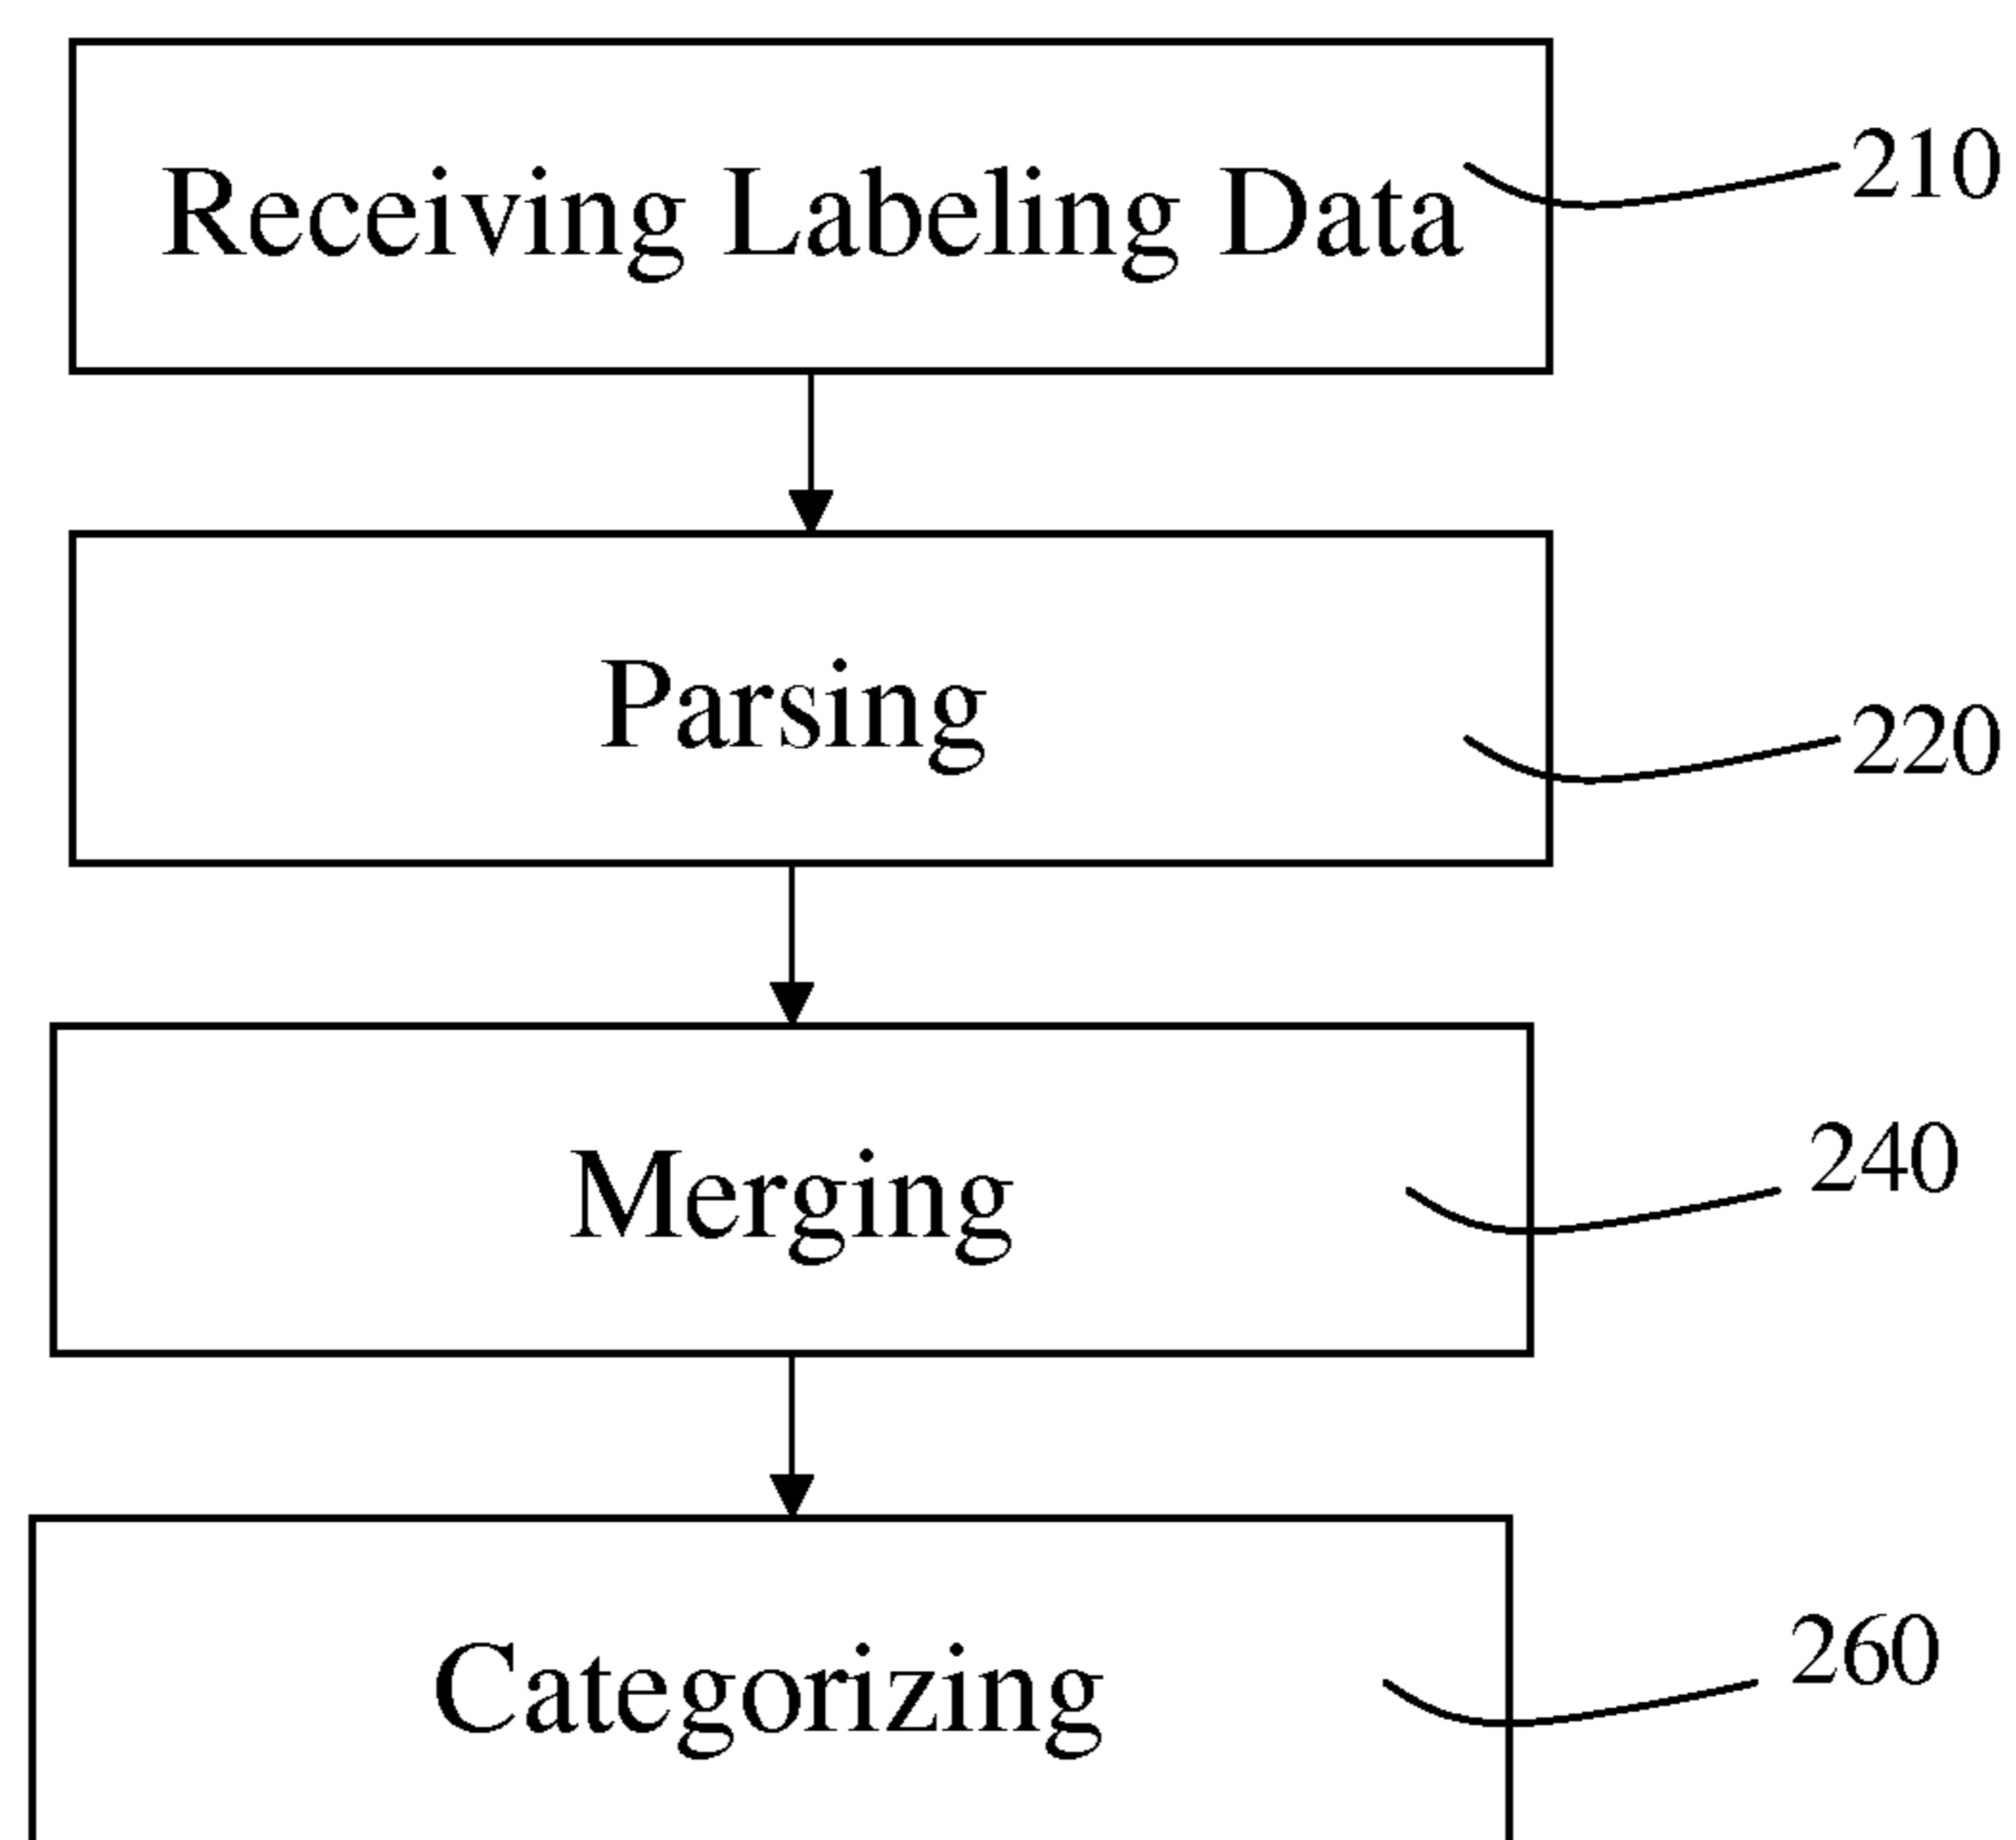 Receiving Labeling Data
210
Parsing
220
Merging
240
Categorizing
260